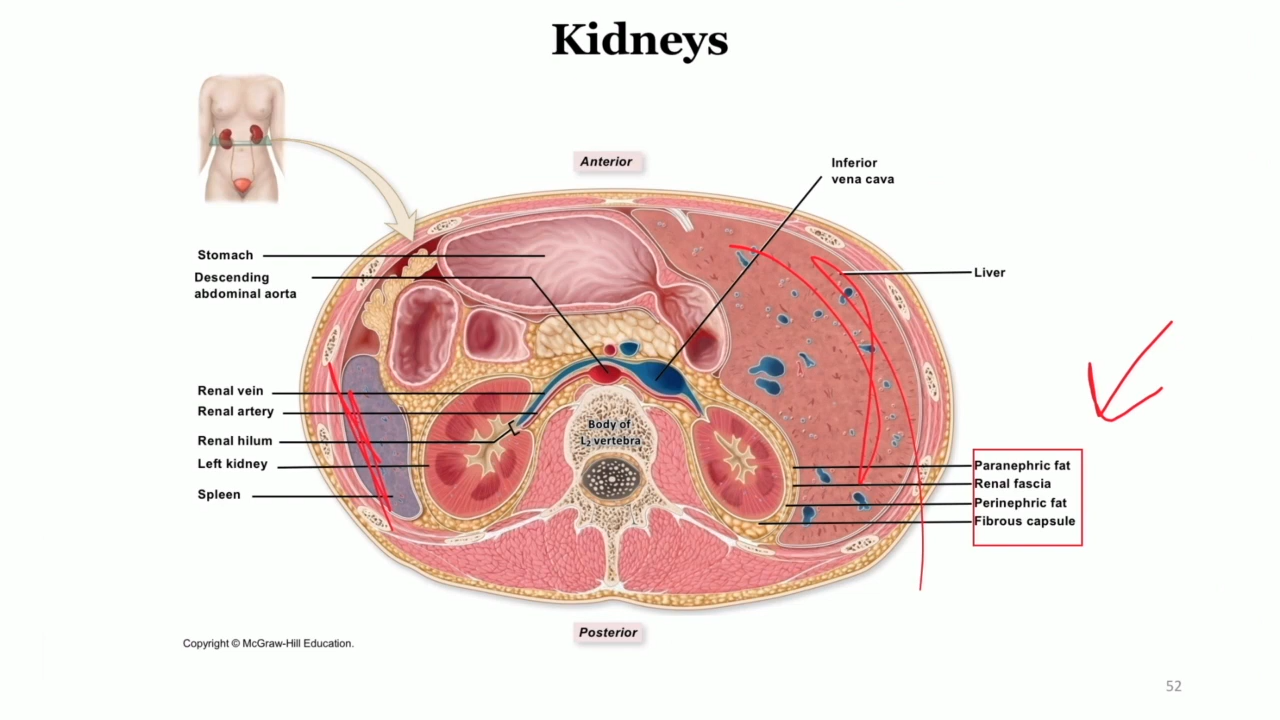 Kidneys
Anterior
Inferior
vena cava
Stomach
Descending
abdominal aorta
Liver
Renal vein
Renal artery
Renal hilum
Left kidney
Spleen
Body of
L2 vertebra
Paranephric fat
Renal fascia
Perinephric fat
Fibrous capsule
Posterior
Copyright © McGraw-Hill Education.
52